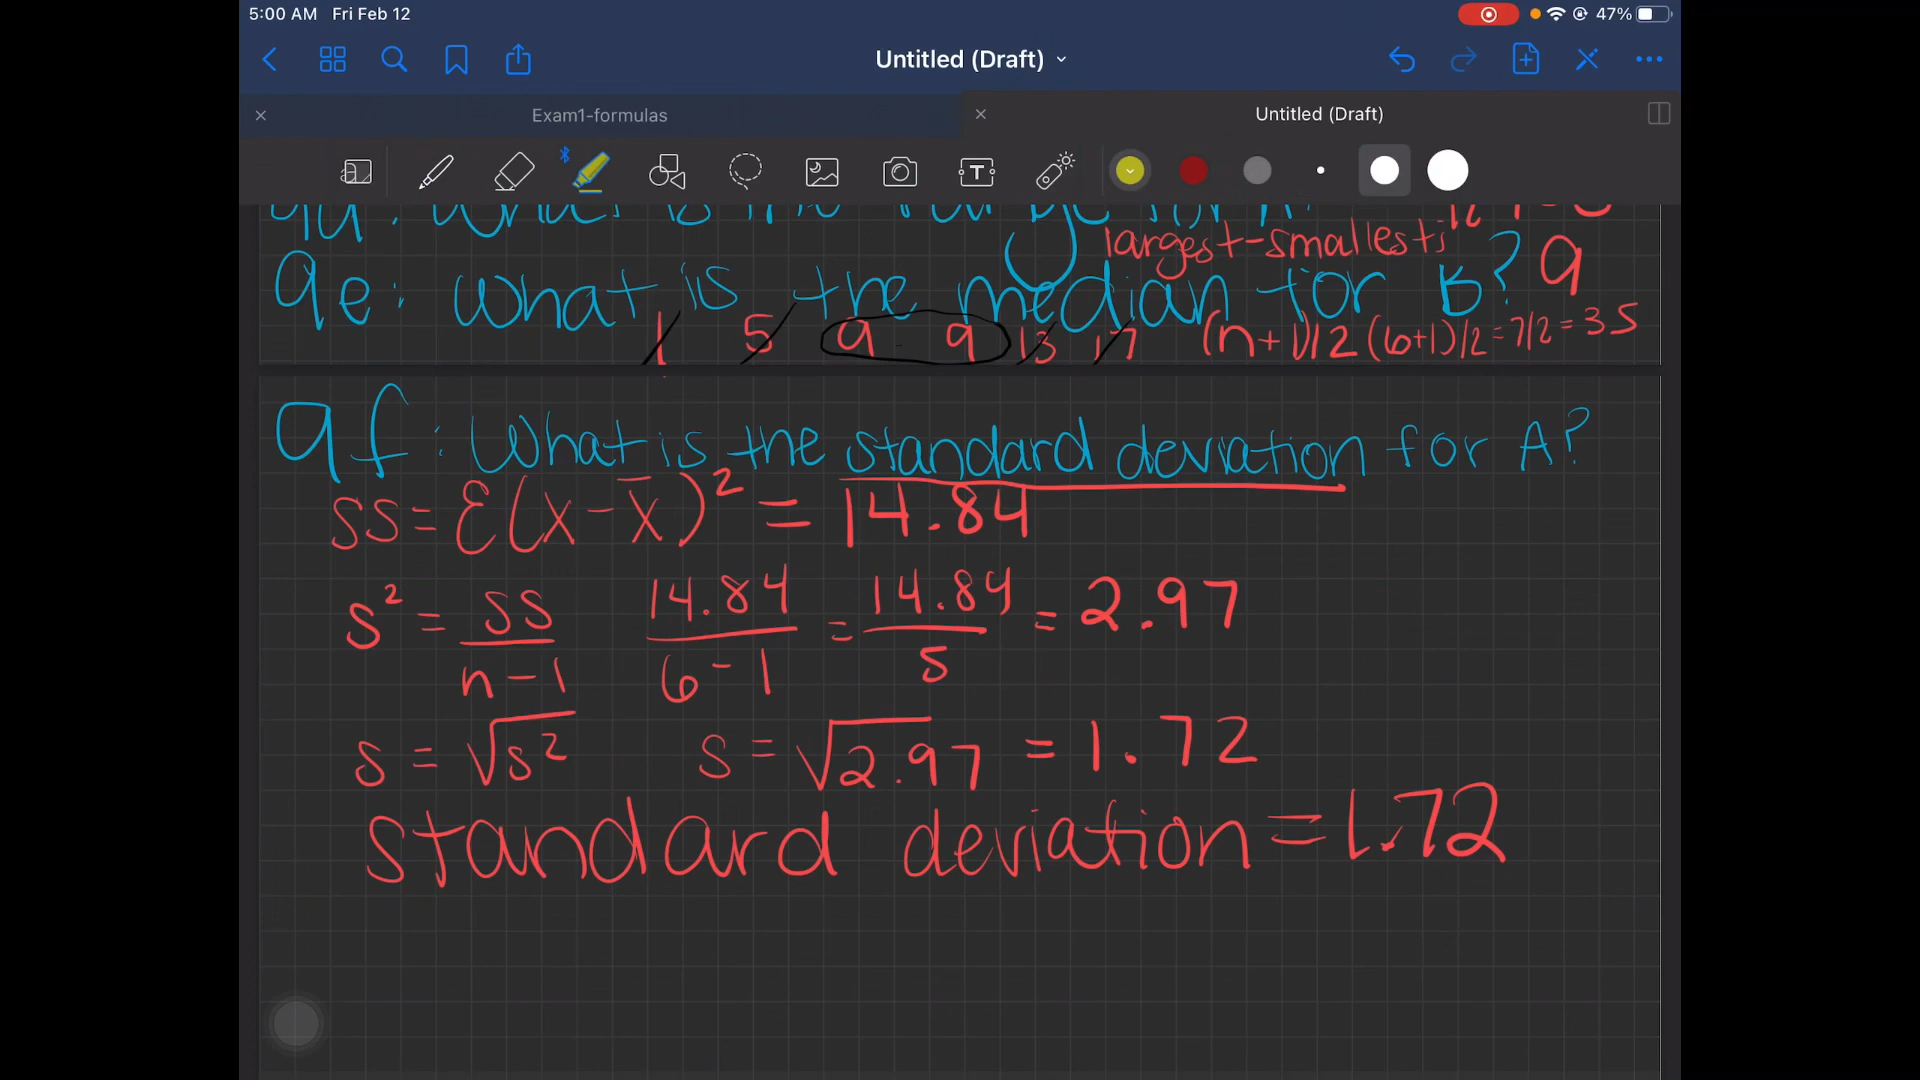 5:00 AM Fri Feb 12
47%
Untitled (Draft)
Exam1-formulas
Untitled (Draft)
largest-smallest
9e: What is the median for B? 9
1 5 9 9 13 17 (n+1)/2 (6+1)/2 = 7/2 = 3.5
9f: What is the standard deviation for A?
SS = Σ(X - X̄)² = 14.84
s² = SS / n - 1 14.84 / 6 - 1 = 14.84 / 5 = 2.97
s = √s² s = √2.97 = 1.72
standard deviation = 1.72